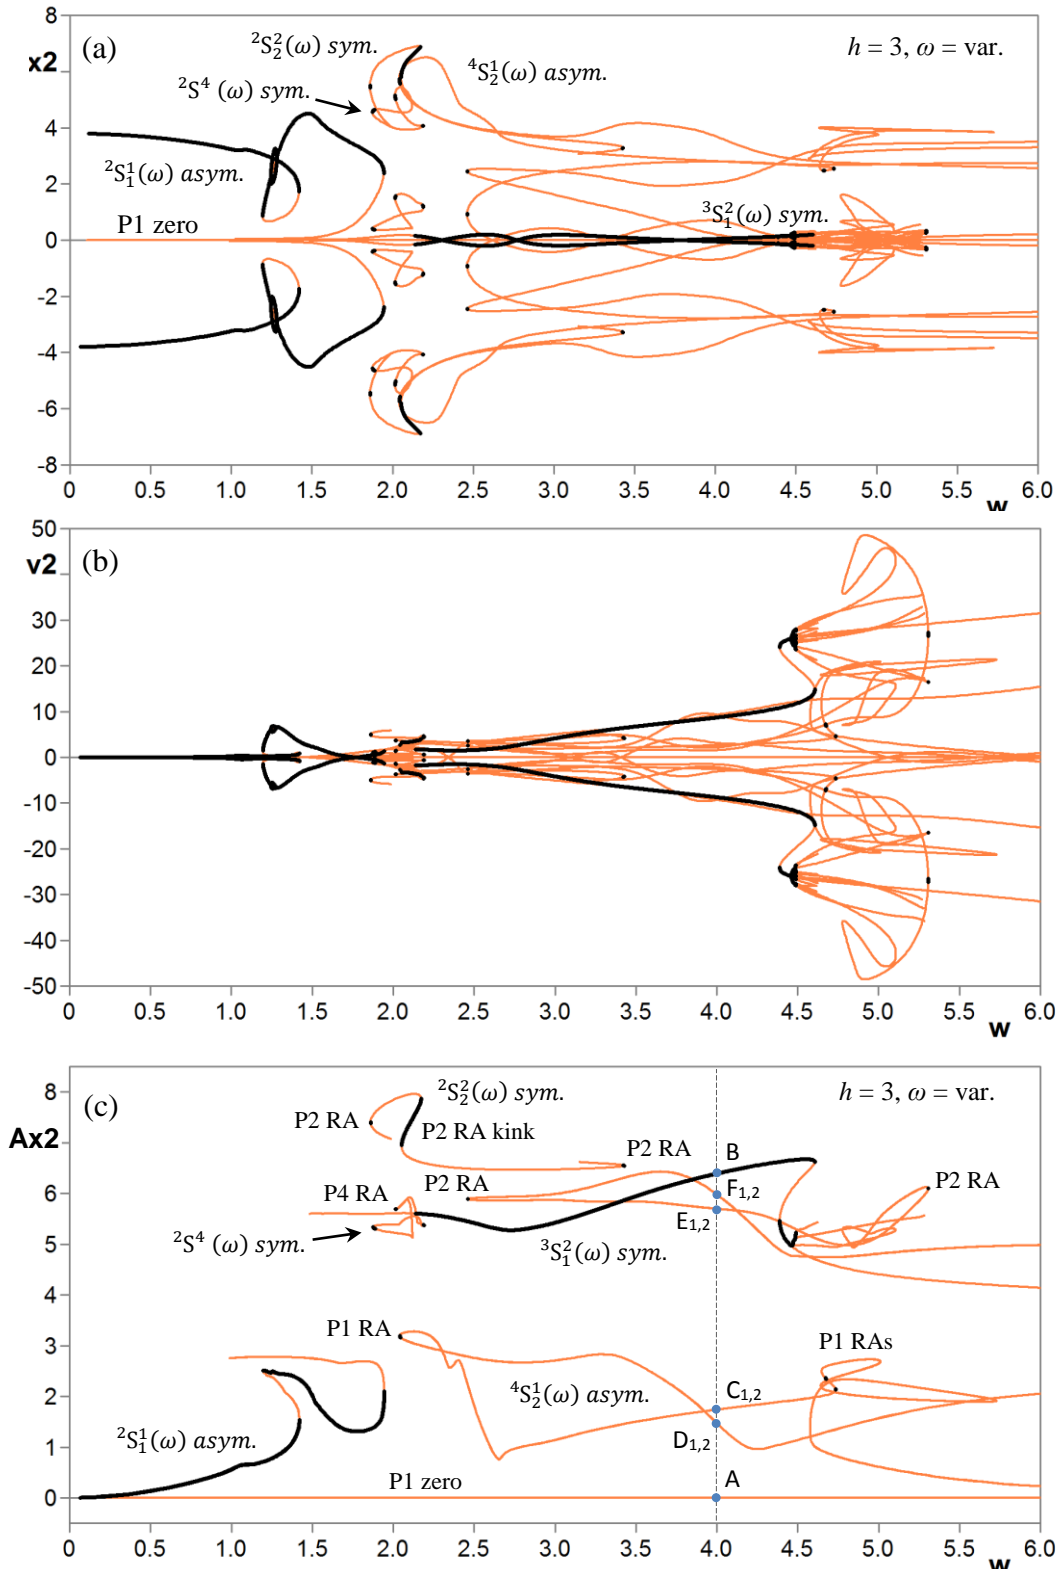 8
(a)
x2
²S₂²(ω) sym.
h = 3, ω = var.
⁴S₂¹(ω) asym.
²S⁴ (ω) sym.
4
²S₁¹(ω) asym.
2
P1 zero
³S₁²(ω) sym.
0
-2
-4
-6
-8
0 0.5 1.0 1.5 2.0 2.5 3.0 3.5 4.0 4.5 5.0 5.5 6.0
w
50
v2
(b)
30
20
10
0
-10
-20
-30
-40
-50
0 0.5 1.0 1.5 2.0 2.5 3.0 3.5 4.0 4.5 5.0 5.5 6.0
w
8
(c)
²S₂²(ω) sym.
h = 3, ω = var.
Ax2
P2 RA
P2 RA kink
P2 RA
B
6
P4 RA
P2 RA
F1,2
P2 RA
E1,2
²S⁴ (ω) sym.
³S₁²(ω) sym.
5
4
3
P1 RA
P1 RAs
2
⁴S₂¹(ω) asym.
C1,2
²S₁¹(ω) asym.
D1,2
1
P1 zero
A
0
0 0.5 1.0 1.5 2.0 2.5 3.0 3.5 4.0 4.5 5.0 5.5 6.0
w